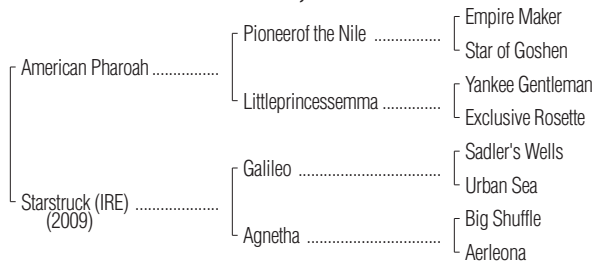 Empire Maker
Pioneerof the Nile ................
Star of Goshen
American Pharoah ................
Yankee Gentleman
Littleprincessemma ..............
Exclusive Rosette
Sadler's Wells
Galileo ..................................
Urban Sea
Starstruck (IRE) ....................
(2009)
Big Shuffle
Agnetha ................................
Aerleona